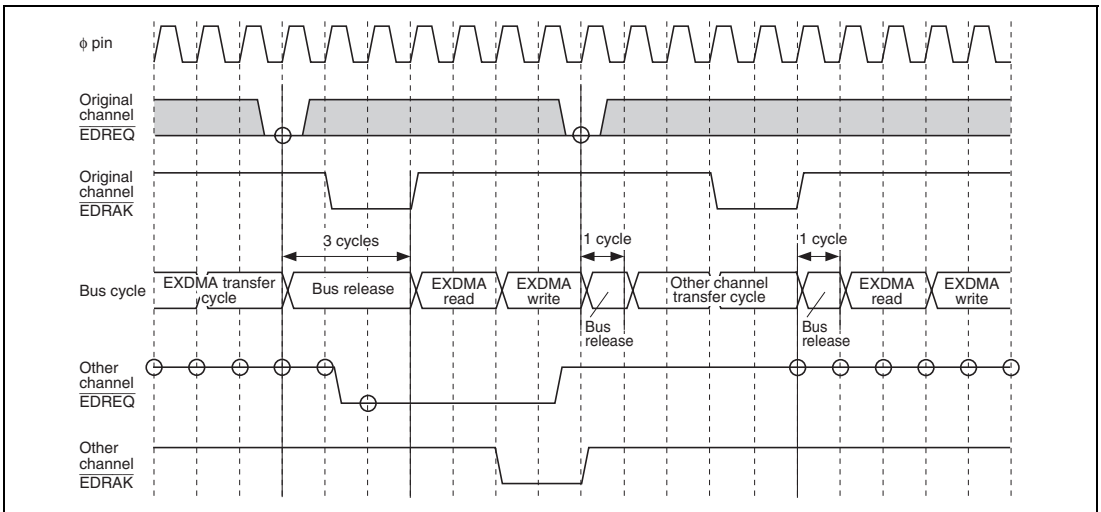 φ pin
Original
channel
EDREQ
Original
channel
EDRAK
3 cycles
1 cycle
1 cycle
Bus cycle
EXDMA transfer
cycle
Bus release
EXDMA
read
EXDMA
write
Bus
release
Other channel
transfer cycle
Bus
release
EXDMA
read
EXDMA
write
Other
channel
EDREQ
Other
channel
EDRAK